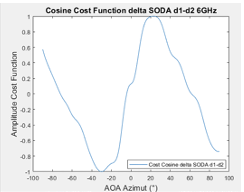 Cosine Cost Function delta SODA d1-d2 6GHz
Amplitude Cost Function
1
0.8
0.6
0.4
0.2
0
-0.2
-0.4
-0.6
-0.8
-1
-100 -80 -60 -40 -20 0 20 40 60 80 100
AOA Azimut (°)
Cost Cosine delta SODA d1-d2